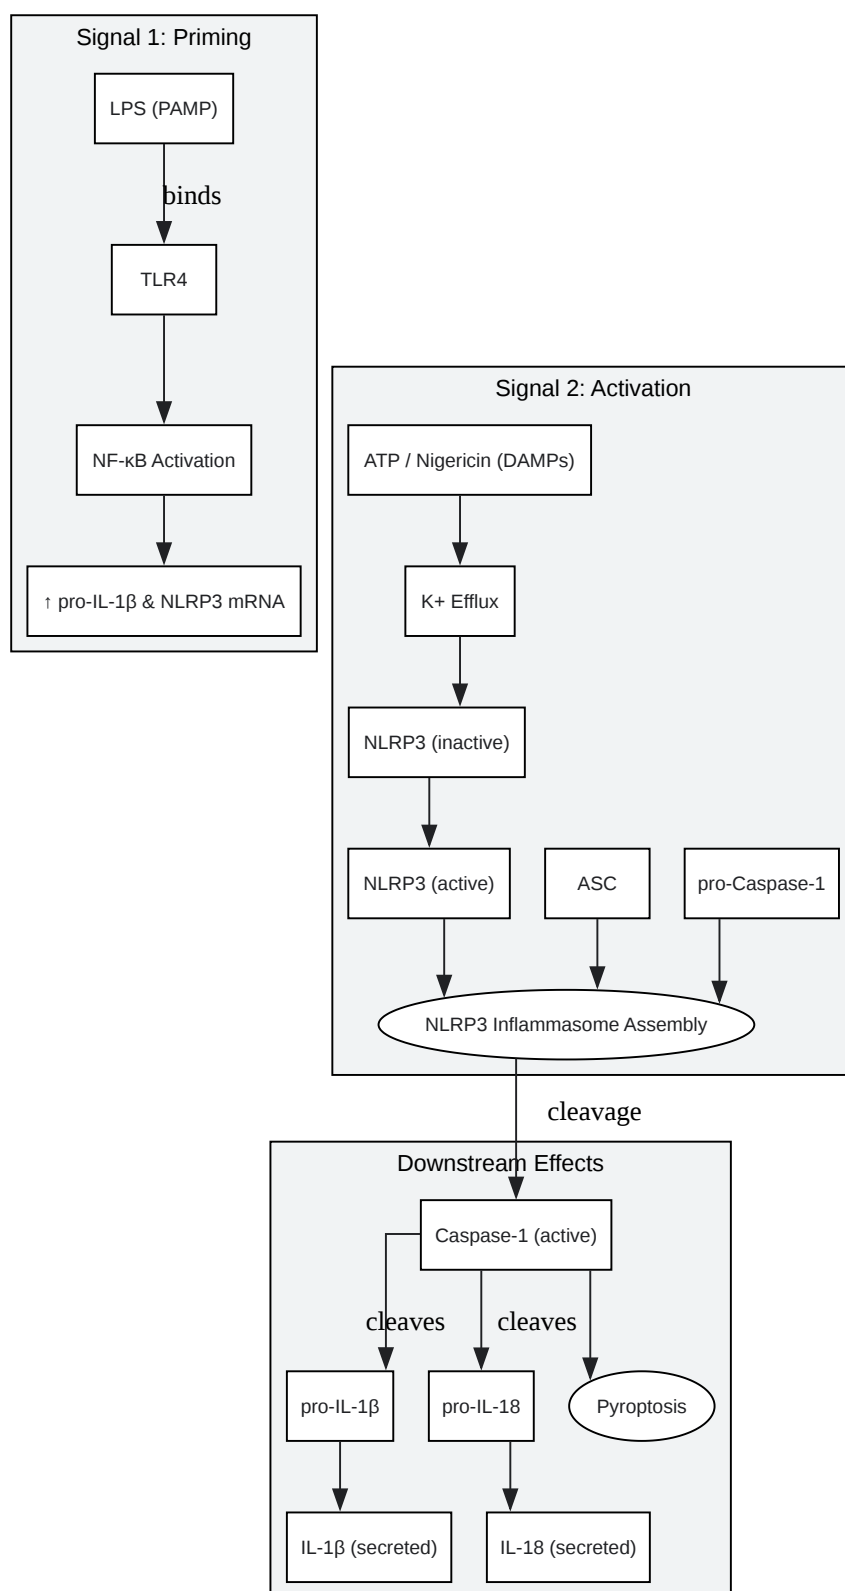 Signal 1: Priming
LPS (PAMP)
binds
TLR4
NF-κB Activation
↑ pro-IL-1β & NLRP3 mRNA
Signal 2: Activation
ATP / Nigericin (DAMPs)
K+ Efflux
NLRP3 (inactive)
NLRP3 (active)
ASC
pro-Caspase-1
NLRP3 Inflammasome Assembly
cleavage
Downstream Effects
Caspase-1 (active)
cleaves
cleaves
pro-IL-1β
pro-IL-18
Pyroptosis
IL-1β (secreted)
IL-18 (secreted)